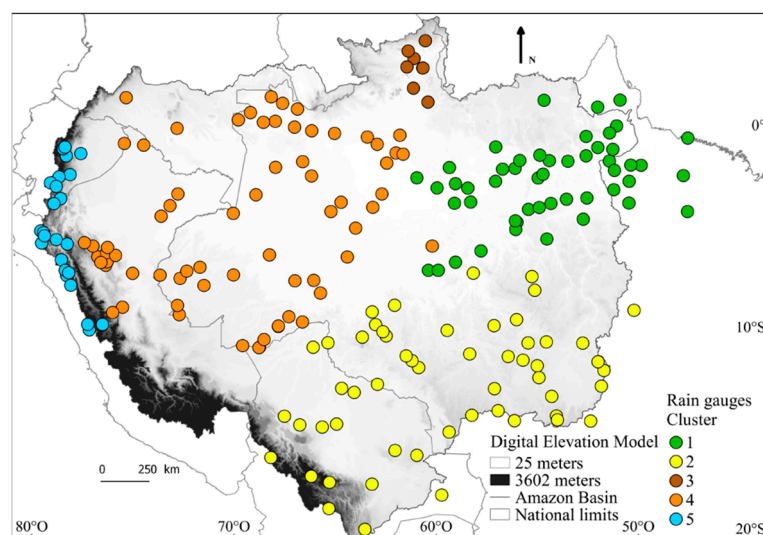 N
0°
10°S
Rain gauges
Cluster
1
2
3
4
5
Digital Elevation Model
25 meters
3602 meters
Amazon Basin
National limits
0 250 km
80°O 70°O 60°O 50°O 20°S